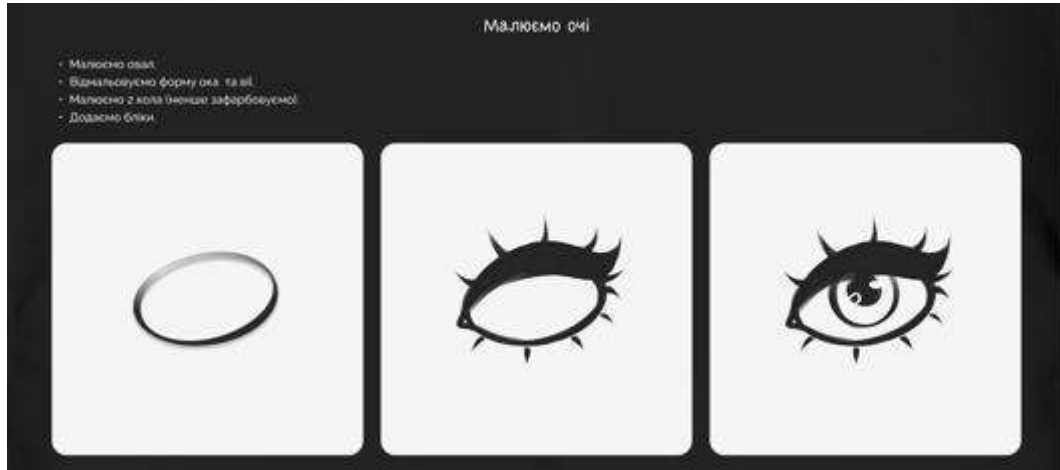 Малюємо очі
• Малюємо овал.
• Відмальовуємо форму ока та вії.
• Малюємо 2 кола (менше зафарбовуємо).
• Додаємо бліки.